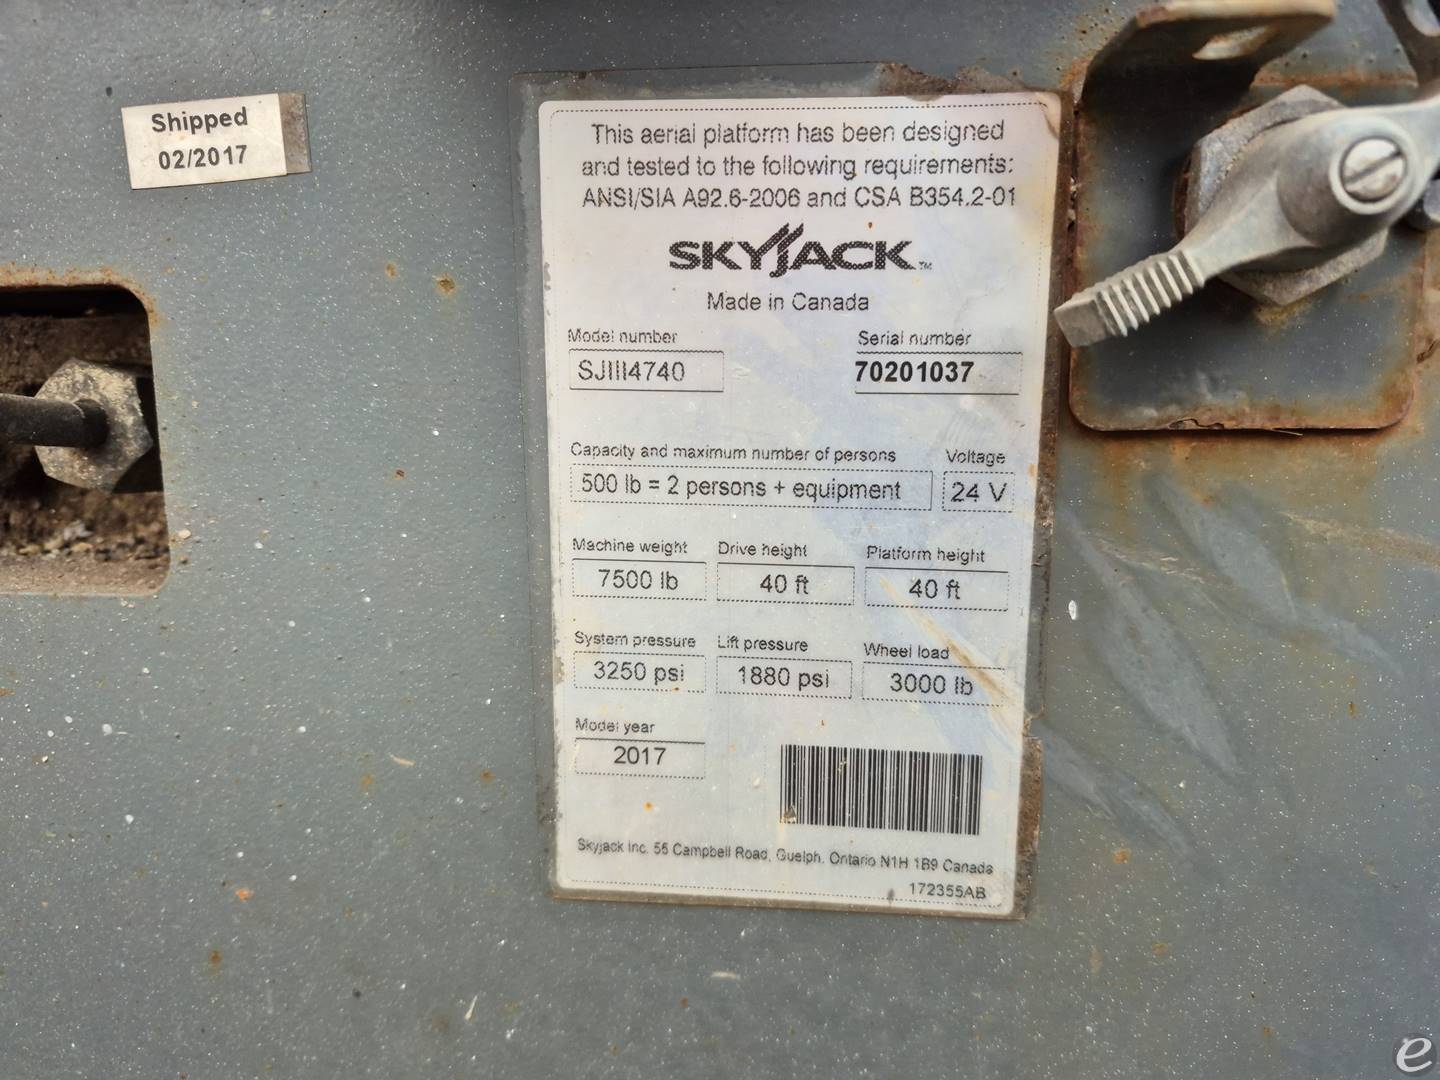 Shipped
02/2017
This aerial platform has been designed
and tested to the following requirements:
ANSI/SIA A92.6-2006 and CSA B354.2-01
SKYJACK™
Made in Canada
Model number Serial number
SJIII4740 70201037
Capacity and maximum number of persons Voltage
500 lb = 2 persons + equipment 24 V
Machine weight Drive height Platform height
7500 lb 40 ft 40 ft
System pressure Lift pressure Wheel load
3250 psi 1880 psi 3000 lb
Model year
2017
Skyjack Inc. 55 Campbell Road, Guelph, Ontario N1H 1B9 Canada
172355AB
e